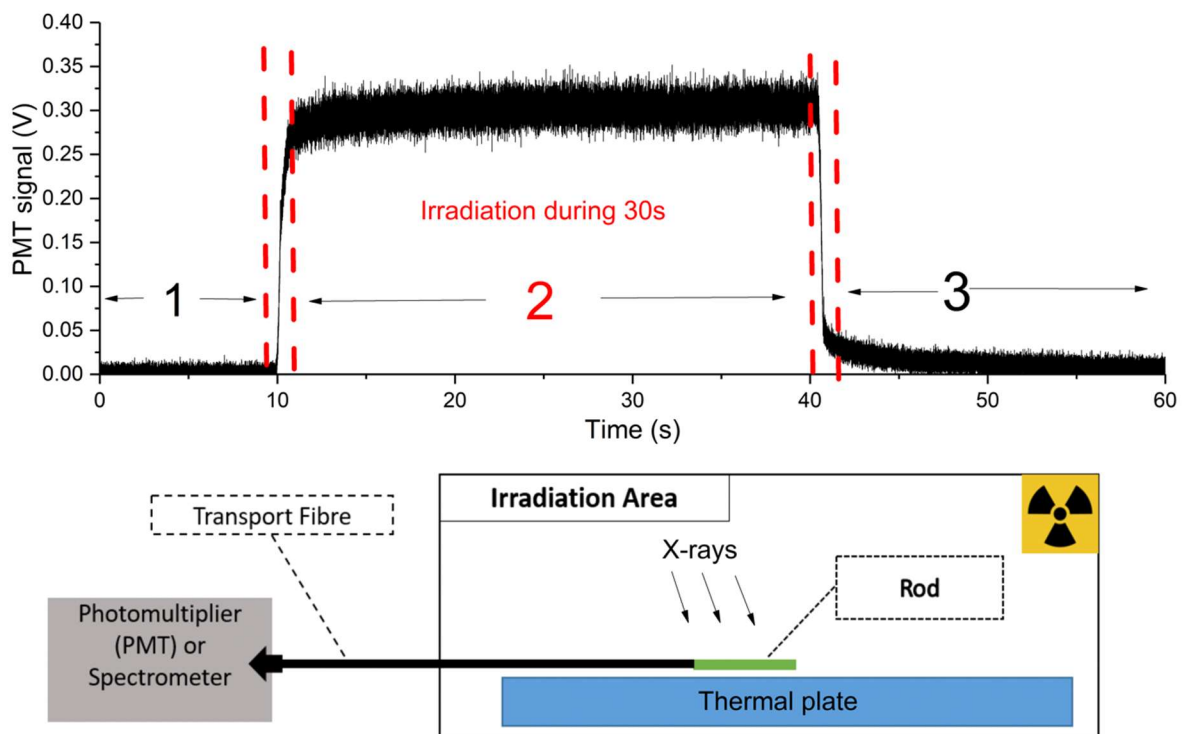 0.40
0.35
0.30
0.25
0.20
0.15
0.10
0.05
0.00
PMT signal (V)
Irradiation during 30s
1
2
3
0
10
20
30
40
50
60
Time (s)
Irradiation Area
Transport Fibre
X-rays
Rod
Photomultiplier
(PMT) or
Spectrometer
Thermal plate